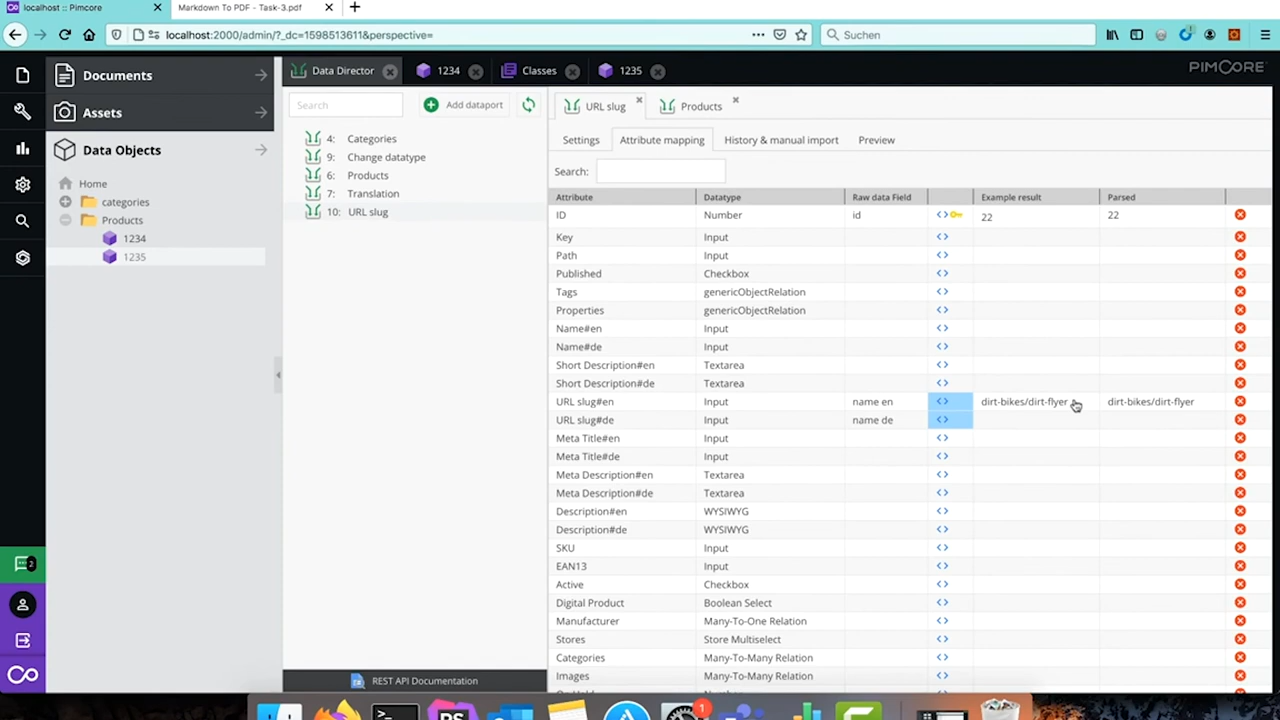 localhost :: Pimcore
Markdown To PDF - Task-3.pdf
localhost:2000/admin/?_dc=1598513611&perspective=
Suchen
Documents
Assets
Data Objects
Home
categories
Products
1234
1235
2
Data Director
1234
Classes
1235
PIMCORE
Search
Add dataport
4: Categories
9: Change datatype
6: Products
7: Translation
10: URL slug
REST API Documentation
URL slug
Products
Settings
Attribute mapping
History & manual import
Preview
Search:
Attribute Datatype Raw data Field Example result Parsed
ID Number id 22 22
Key Input
Path Input
Published Checkbox
Tags genericObjectRelation
Properties genericObjectRelation
Name#en Input
Name#de Input
Short Description#en Textarea
Short Description#de Textarea
URL slug#en Input name en dirt-bikes/dirt-flyer dirt-bikes/dirt-flyer
URL slug#de Input name de
Meta Title#en Input
Meta Title#de Input
Meta Description#en Textarea
Meta Description#de Textarea
Description#en WYSIWYG
Description#de WYSIWYG
SKU Input
EAN13 Input
Active Checkbox
Digital Product Boolean Select
Manufacturer Many-To-One Relation
Stores Store Multiselect
Categories Many-To-Many Relation
Images Many-To-Many Relation
PS
1